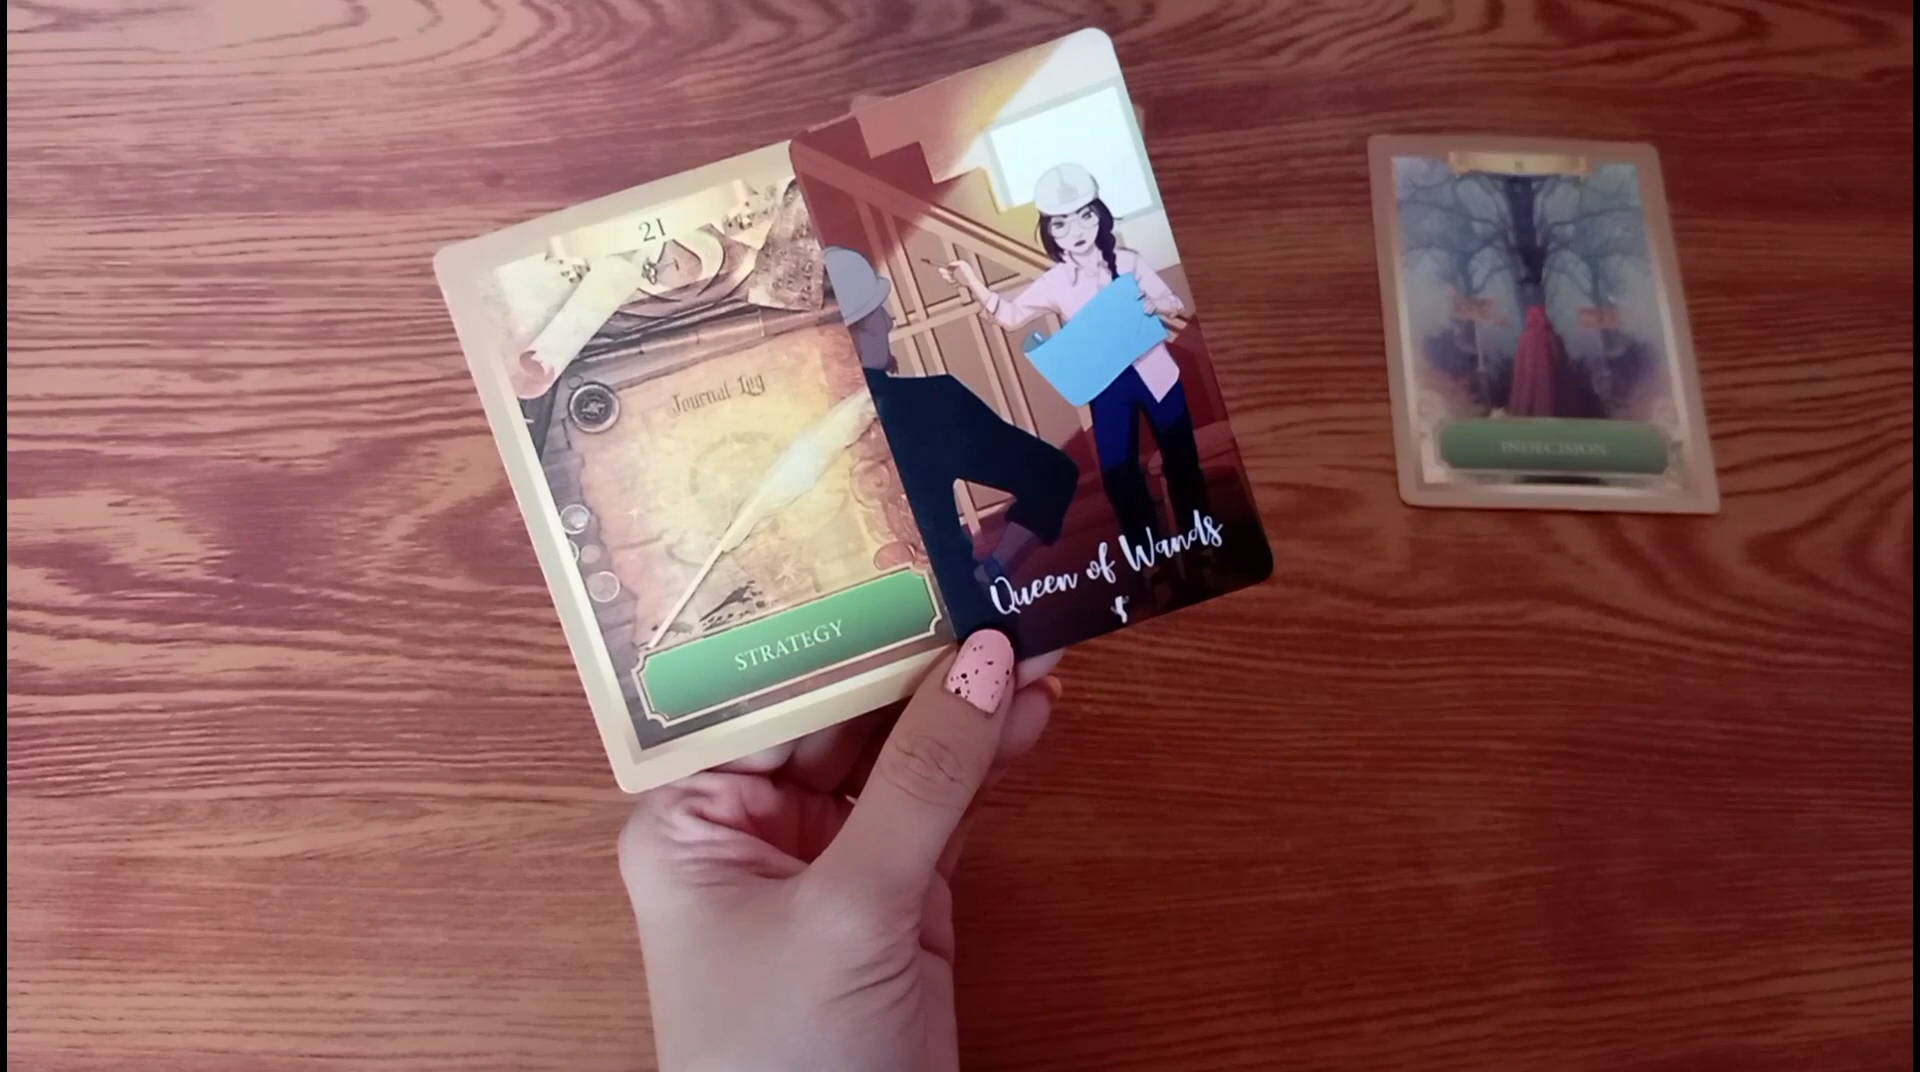 21
Journal Log
STRATEGY
Queen of Wands
INDECISION